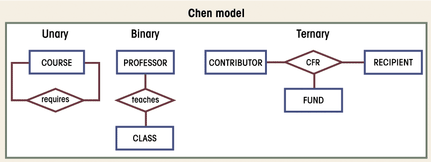 Chen model
Unary
Binary
Ternary
COURSE
requires
PROFESSOR
teaches
CLASS
CONTRIBUTOR
CFR
RECIPIENT
FUND